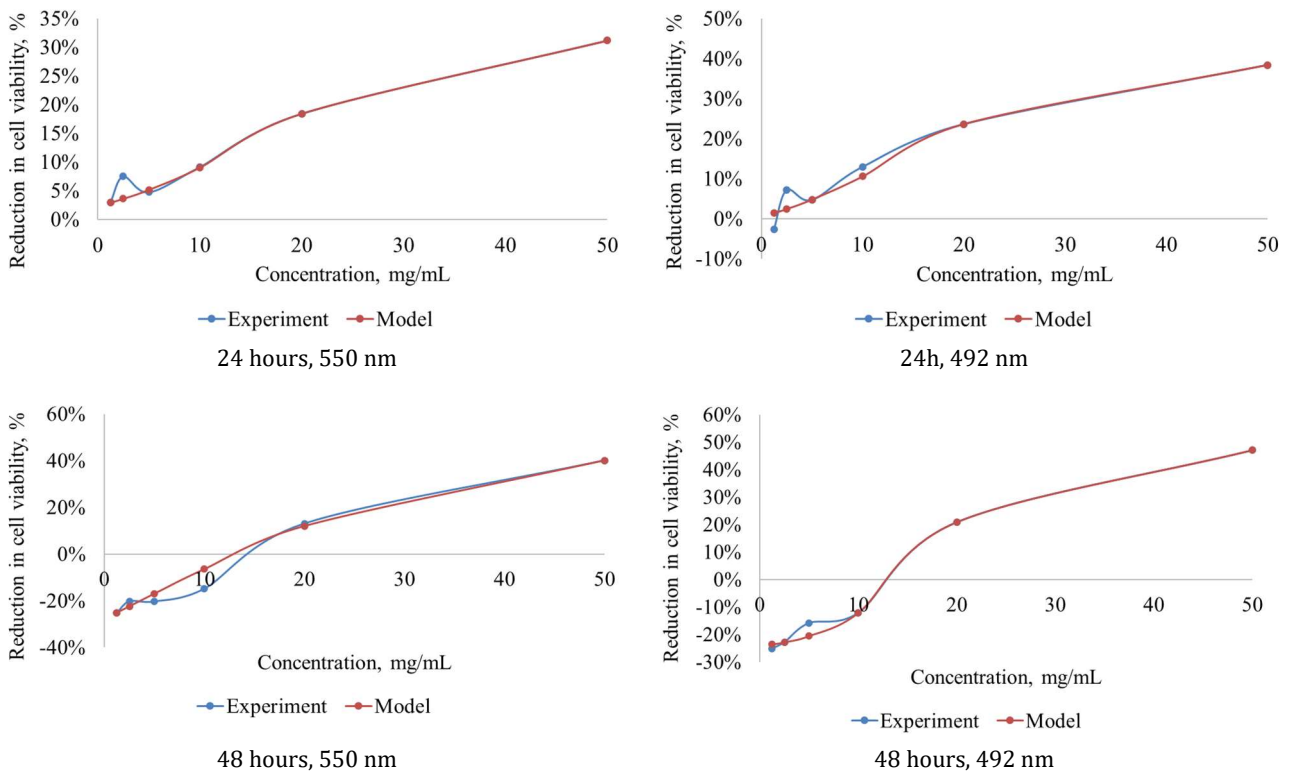 Reduction in cell viability, %
35%
30%
25%
20%
15%
10%
5%
0%
0 10 20 30 40 50
Concentration, mg/mL
Experiment Model
24 hours, 550 nm
Reduction in cell viability, %
50%
40%
30%
20%
10%
0%
-10%
0 10 20 30 40 50
Concentration, mg/mL
Experiment Model
24h, 492 nm
Reduction in cell viability, %
60%
40%
20%
0%
-20%
-40%
0 10 20 30 40 50
Concentration, mg/mL
Experiment Model
48 hours, 550 nm
Reduction in cell viability, %
60%
50%
40%
30%
20%
10%
0%
-10%
-20%
-30%
0 10 20 30 40 50
Concentration, mg/mL
Experiment Model
48 hours, 492 nm